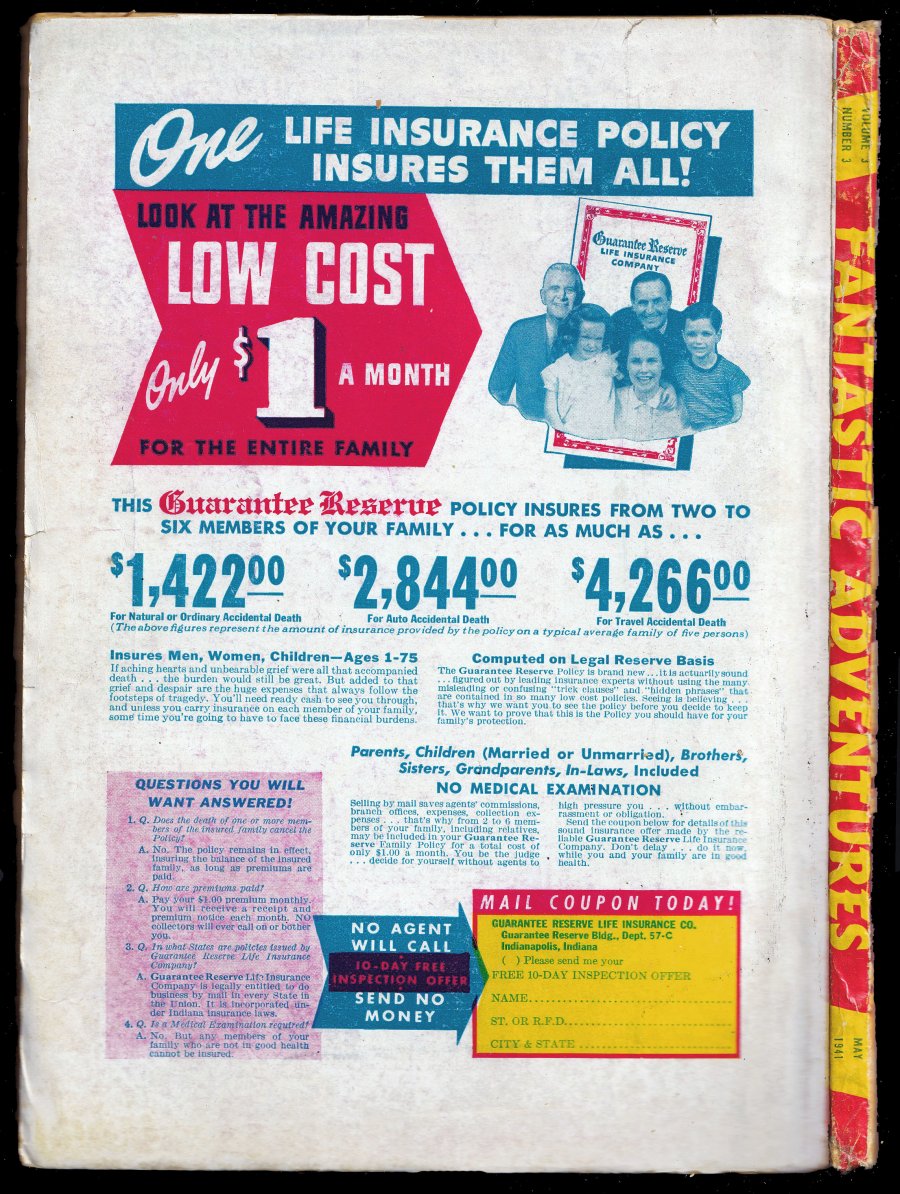 One LIFE INSURANCE POLICY
INSURES THEM ALL!
LOOK AT THE AMAZING
LOW COST
Only $1 A MONTH
FOR THE ENTIRE FAMILY
Guarantee Reserve
LIFE INSURANCE
COMPANY
THIS Guarantee Reserve POLICY INSURES FROM TWO TO
SIX MEMBERS OF YOUR FAMILY . . . FOR AS MUCH AS . . .
$1,422.00 $2,844.00 $4,266.00
For Natural or Ordinary Accidental Death For Auto Accidental Death For Travel Accidental Death
(The above figures represent the amount of insurance provided by the policy on a typical average family of five persons)
Insures Men, Women, Children—Ages 1-75
If aching hearts and unbearable grief were all that accompanied
death . . . the burden would still be great. But added to that
grief and despair are the huge expenses that always follow the
footsteps of tragedy. You'll need ready cash to see you through,
and unless you carry insurance on each member of your family,
some time you're going to have to face these financial burdens.
Computed on Legal Reserve Basis
The Guarantee Reserve Policy is brand new . . . it is actually sound
. . . figured out by leading insurance experts without using the many
misleading or confusing "trick clauses" and "hidden phrases" that
are contained in so many low cost policies. Seeing is believing . . .
that's why we want you to see the policy before you decide to keep
it. We want to prove that this is the Policy you should have for your
family's protection.
Parents, Children (Married or Unmarried), Brothers,
Sisters, Grandparents, In-Laws, Included
NO MEDICAL EXAMINATION
Selling by mail saves agents' commissions,
branch offices, expenses, collection ex-
penses . . . that's why from 2 to 6 mem-
bers of your family, including relatives,
may be included in your Guarantee Re-
serve Family Policy for a total cost of
only $1.00 a month. You be the judge
. . . decide for yourself without agents to
high pressure you . . . without embar-
rassment or obligation.
Send the coupon below for details of this
sound insurance offer made by the re-
liable Guarantee Reserve Life Insurance
Company. Don't delay . . . do it now,
while you and your family are in good
health.
QUESTIONS YOU WILL
WANT ANSWERED!
1. Q. Does the death of one or more mem-
bers of the insured family cancel the
Policy?
A. No. The policy remains in effect,
insuring the balance of the insured
family, as long as premiums are
paid.
2. Q. How are premiums paid?
A. Pay your $1.00 premium monthly.
You will receive a receipt and
premium notice each month. NO
collectors will ever call on or bother
you.
3. Q. In what States are policies issued by
Guarantee Reserve Life Insurance
Company?
A. Guarantee Reserve Life Insurance
Company is legally entitled to do
business by mail in every State in
the Union. It is incorporated un-
der Indiana insurance laws.
4. Q. Is a Medical Examination required?
A. No. But any members of your
family who are not in good health
cannot be insured.
NO AGENT
WILL CALL
10-DAY FREE
INSPECTION OFFER
SEND NO
MONEY
MAIL COUPON TODAY!
GUARANTEE RESERVE LIFE INSURANCE CO.
Guarantee Reserve Bldg., Dept. 57-C
Indianapolis, Indiana
( ) Please send me your
FREE 10-DAY INSPECTION OFFER
NAME
ST. OR R.F.D.
CITY & STATE
VOLUME 3
NUMBER 3
FANTASTIC ADVENTURES
MAY
1941